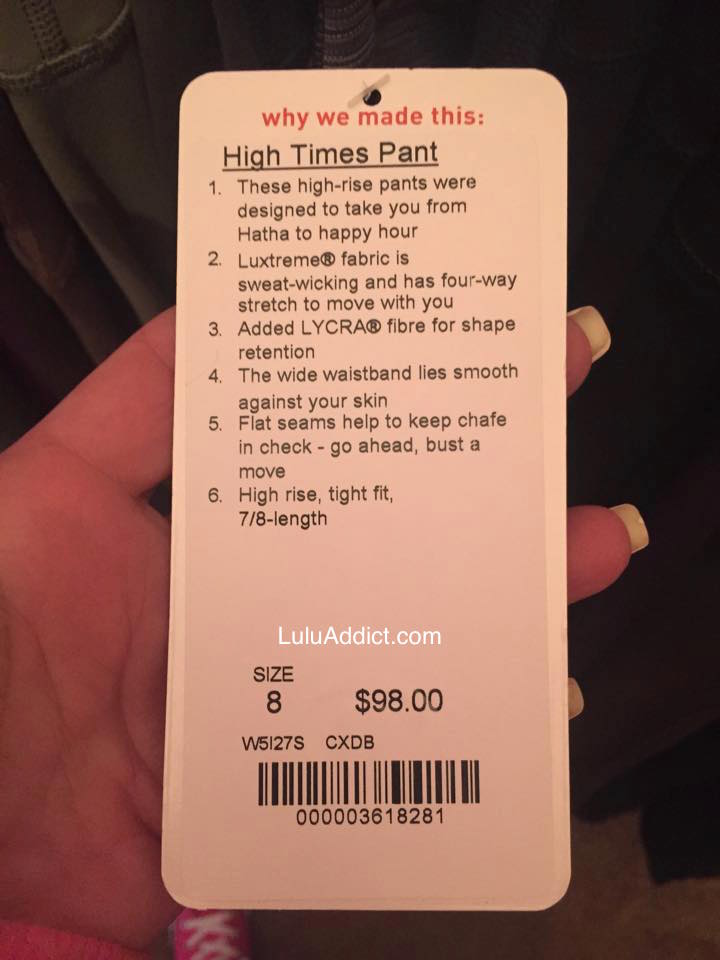 why we made this:
High Times Pant
1. These high-rise pants were
designed to take you from
Hatha to happy hour
2. Luxtreme® fabric is
sweat-wicking and has four-way
stretch to move with you
3. Added LYCRA® fibre for shape
retention
4. The wide waistband lies smooth
against your skin
5. Flat seams help to keep chafe
in check - go ahead, bust a
move
6. High rise, tight fit,
7/8-length
LuluAddict.com
SIZE
8 $98.00
W5I27S CXDB
000003618281